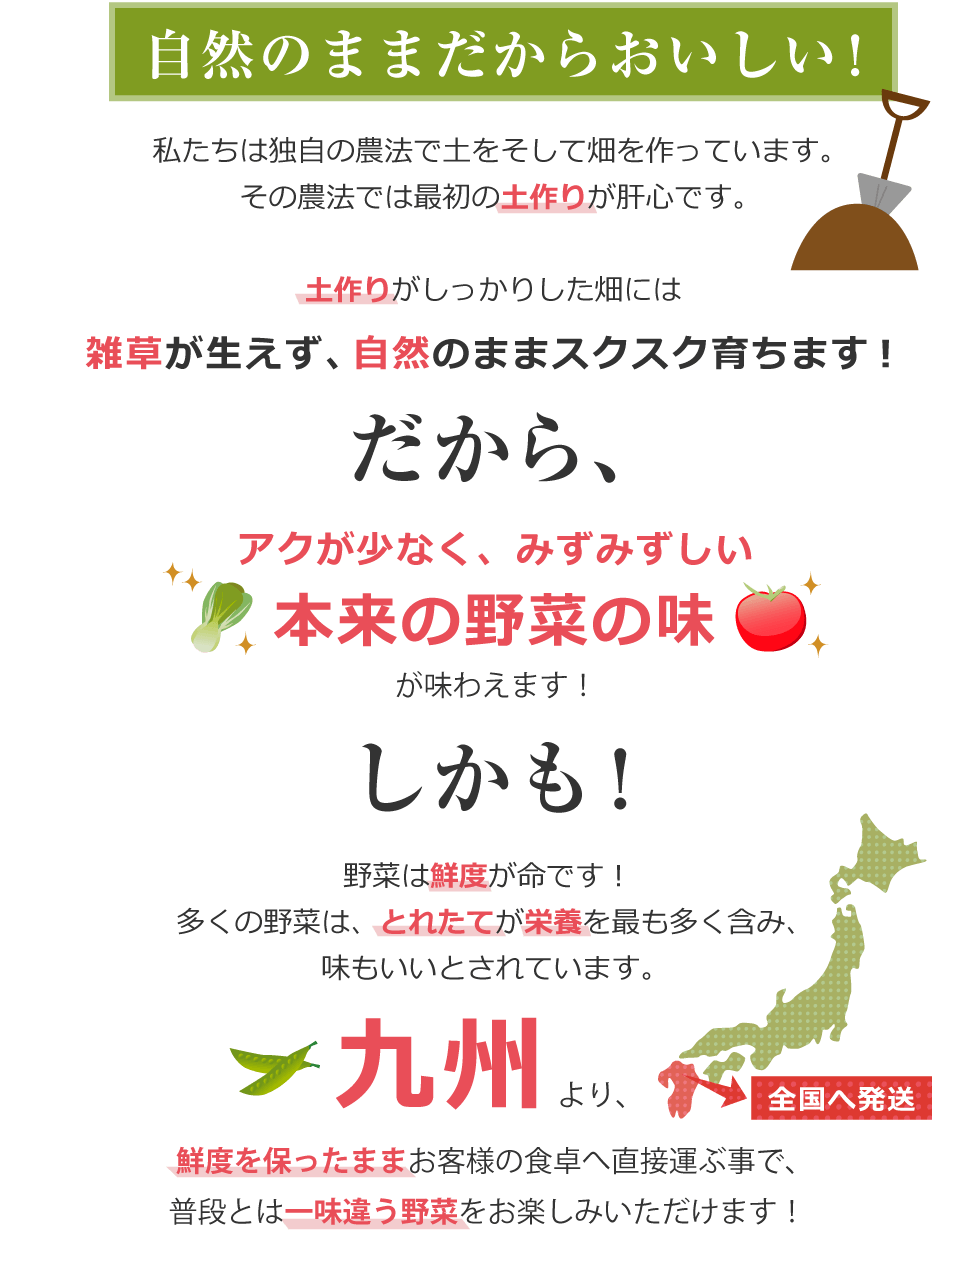 自然のままだからおいしい！
私たちは独自の農法で土をそして畑を作っています。
その農法では最初の土作りが肝心です。
土作りがしっかりした畑には
雑草が生えず、自然のままスクスク育ちます！
だから、
アクが少なく、みずみずしい
本来の野菜の味
が味わえます！
しかも！
野菜は鮮度が命です！
多くの野菜は、とれたてが栄養を最も多く含み、
味もいいとされています。
九州より、
全国へ発送
鮮度を保ったままお客様の食卓へ直接運ぶ事で、
普段とは一味違う野菜をお楽しみいただけます！